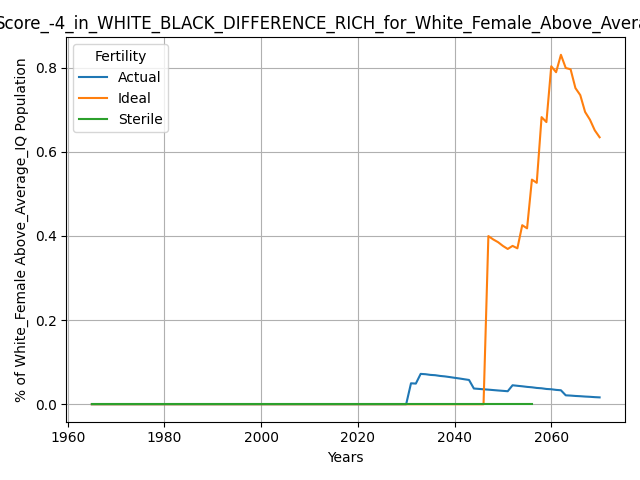 Score_-4_in_WHITE_BLACK_DIFFERENCE_RICH_for_White_Female_Above_Avera
Fertility
Actual
Ideal
Sterile
% of White_Female Above_Average_IQ Population
0.8
0.6
0.4
0.2
0.0
1960 1980 2000 2020 2040 2060
Years